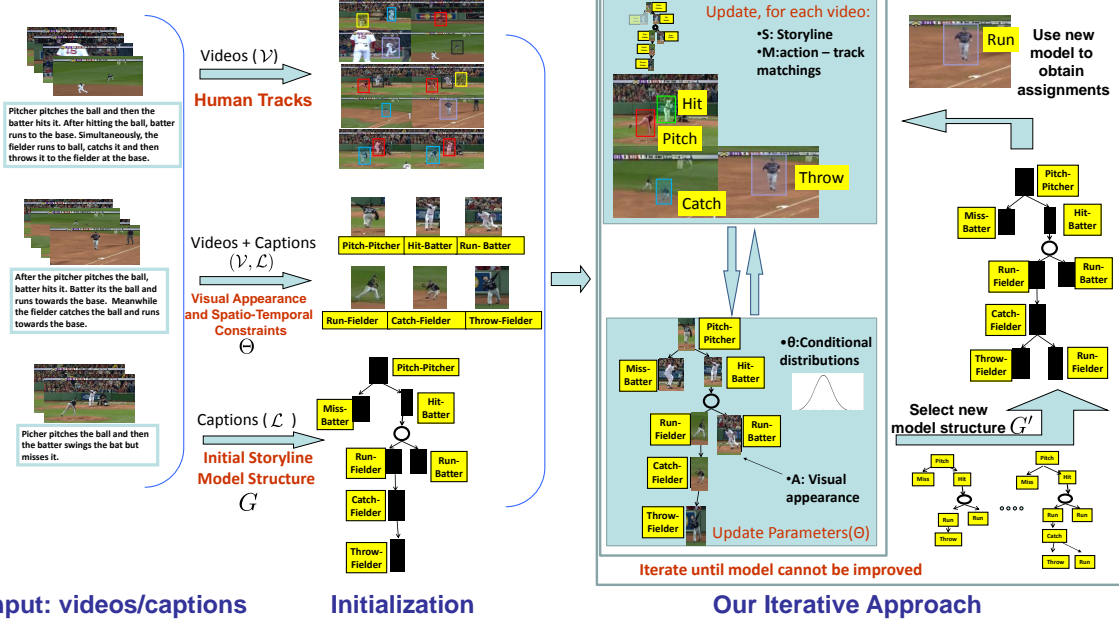 Videos (𝒱)
Human Tracks
Pitcher pitches the ball and then the
batter hits it. After hitting the ball, batter
runs to the base. Simultaneously, the
fielder runs to ball, catches it and then
throws it to the fielder at the base.
Videos + Captions
(𝒱, ℒ)
Visual Appearance
and Spatio-Temporal
Constraints
Θ
After the pitcher pitches the ball,
batter hits it. Batter its the ball and
runs towards the base. Meanwhile
the fielder catches the ball and runs
towards the base.
Captions (ℒ )
Initial Storyline
Model Structure
G
Picher pitches the ball and then
the batter swings the bat but
misses it.
nput: videos/captions
Pitch-Pitcher
Hit-Batter
Run- Batter
Run-Fielder
Catch-Fielder
Throw-Fielder
Pitch-Pitcher
Miss-
Batter
Hit-
Batter
Run-
Fielder
Run-
Batter
Catch-
Fielder
Throw-
Fielder
Initialization
Update, for each video:
•S: Storyline
•M:action – track
matchings
Hit
Pitch
Throw
Catch
Pitch-
Pitcher
Miss-
Batter
Hit-
Batter
Run-
Fielder
Run-
Batter
Catch-
Fielder
Throw-
Fielder
•θ:Conditional
distributions
•A: Visual
appearance
Update Parameters(Θ)
Iterate until model cannot be improved
Our Iterative Approach
Run
Use new
model to
obtain
assignments
Pitch-
Pitcher
Miss-
Batter
Hit-
Batter
Run-
Fielder
Run-
Batter
Catch-
Fielder
Throw-
Fielder
Run-
Fielder
Select new
model structure G′
Pitch
Miss
Hit
Run
Run
Throw
Pitch
Miss
Hit
Run
Run
Catch
Throw
Run